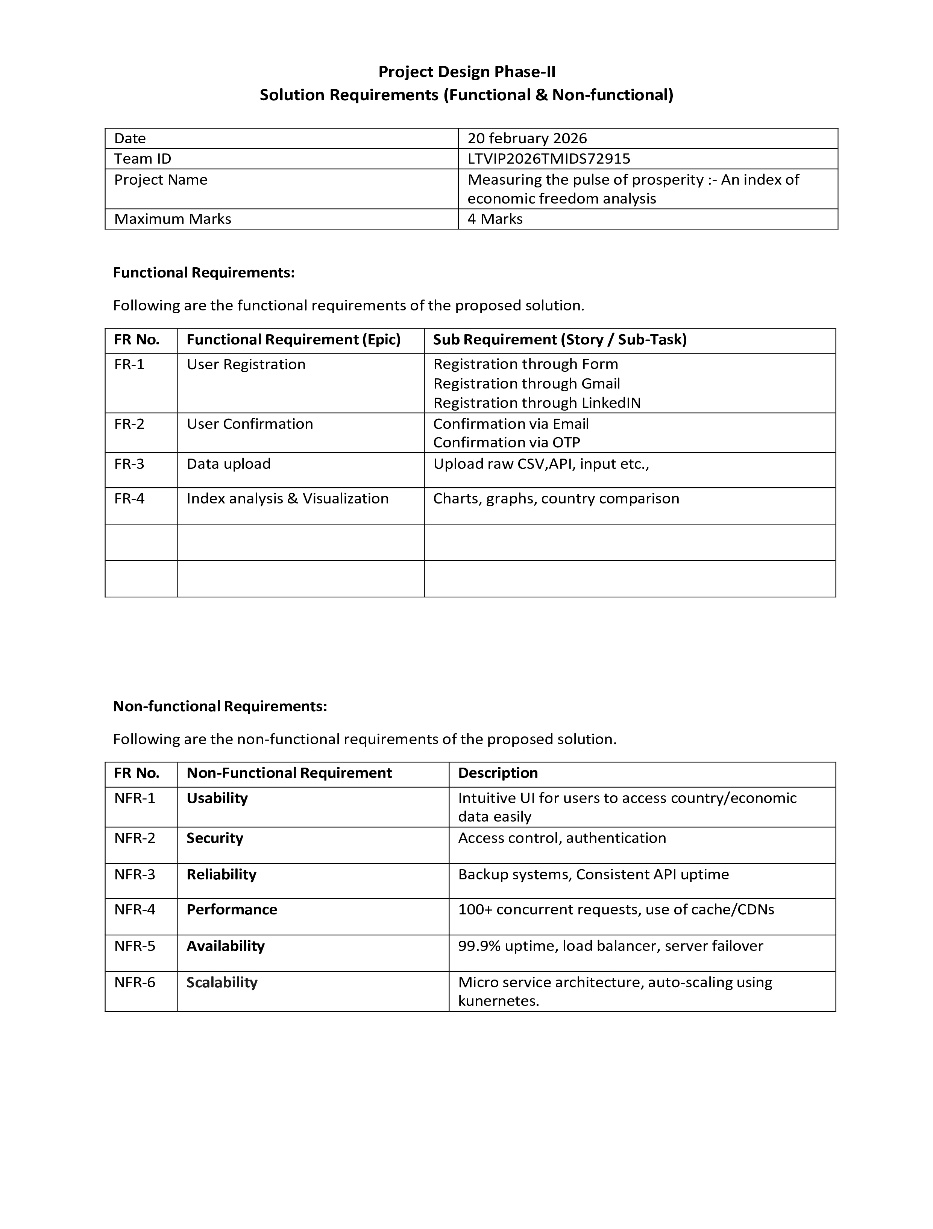 Project Design Phase-II
Solution Requirements (Functional & Non-functional)
Date 20 february 2026
Team ID LTVIP2026TMIDS72915
Project Name Measuring the pulse of prosperity :- An index of
economic freedom analysis
Maximum Marks 4 Marks
Functional Requirements:
Following are the functional requirements of the proposed solution.
FR No. Functional Requirement (Epic) Sub Requirement (Story / Sub-Task)
FR-1 User Registration Registration through Form
Registration through Gmail
Registration through LinkedIN
FR-2 User Confirmation Confirmation via Email
Confirmation via OTP
FR-3 Data upload Upload raw CSV,API, input etc.,
FR-4 Index analysis & Visualization Charts, graphs, country comparison
Non-functional Requirements:
Following are the non-functional requirements of the proposed solution.
FR No. Non-Functional Requirement Description
NFR-1 Usability Intuitive UI for users to access country/economic
data easily
NFR-2 Security Access control, authentication
NFR-3 Reliability Backup systems, Consistent API uptime
NFR-4 Performance 100+ concurrent requests, use of cache/CDNs
NFR-5 Availability 99.9% uptime, load balancer, server failover
NFR-6 Scalability Micro service architecture, auto-scaling using
kunernetes.